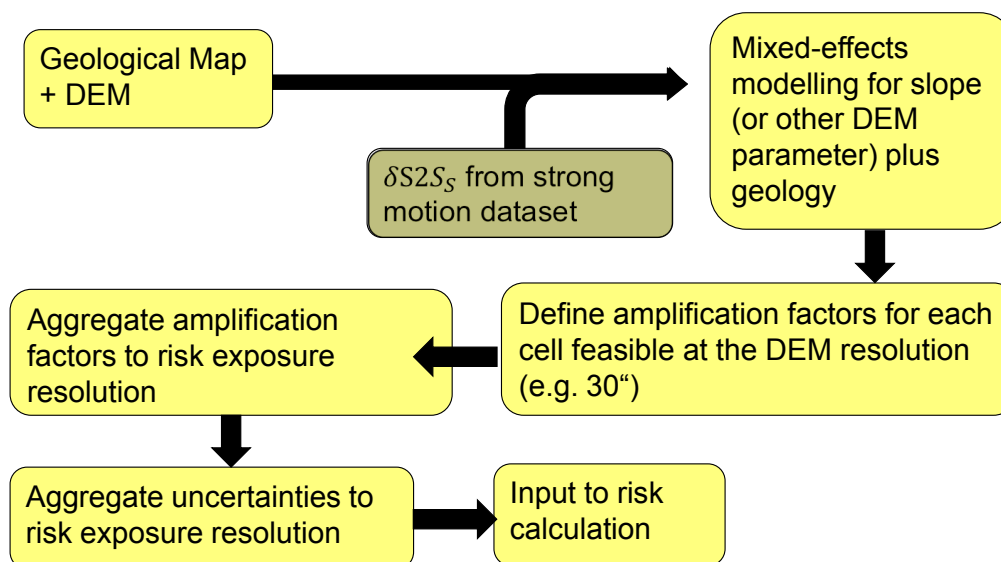 Geological Map
+ DEM
Mixed-effects
modelling for slope
(or other DEM
parameter) plus
geology
δS2S_S from strong
motion dataset
Define amplification factors for each
cell feasible at the DEM resolution
(e.g. 30“)
Aggregate amplification
factors to risk exposure
resolution
Aggregate uncertainties to
risk exposure resolution
Input to risk
calculation